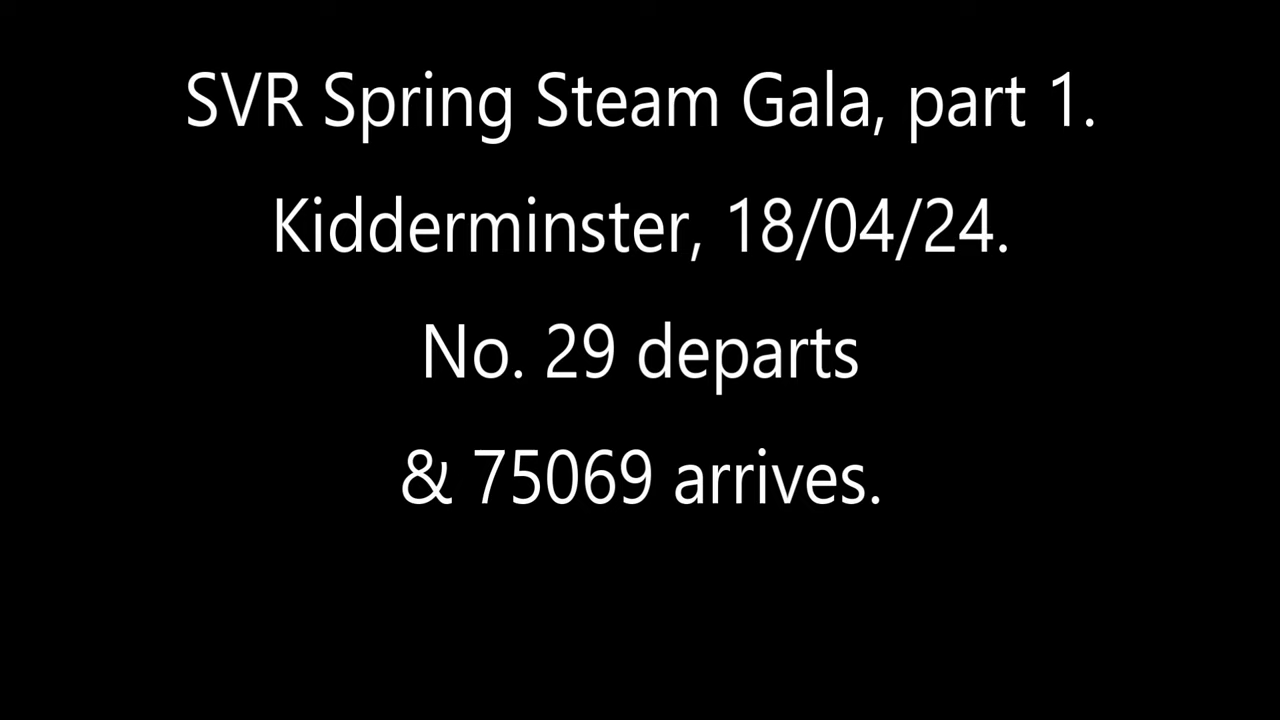 SVR Spring Steam Gala, part 1.
Kidderminster, 18/04/24.
No. 29 departs
& 75069 arrives.